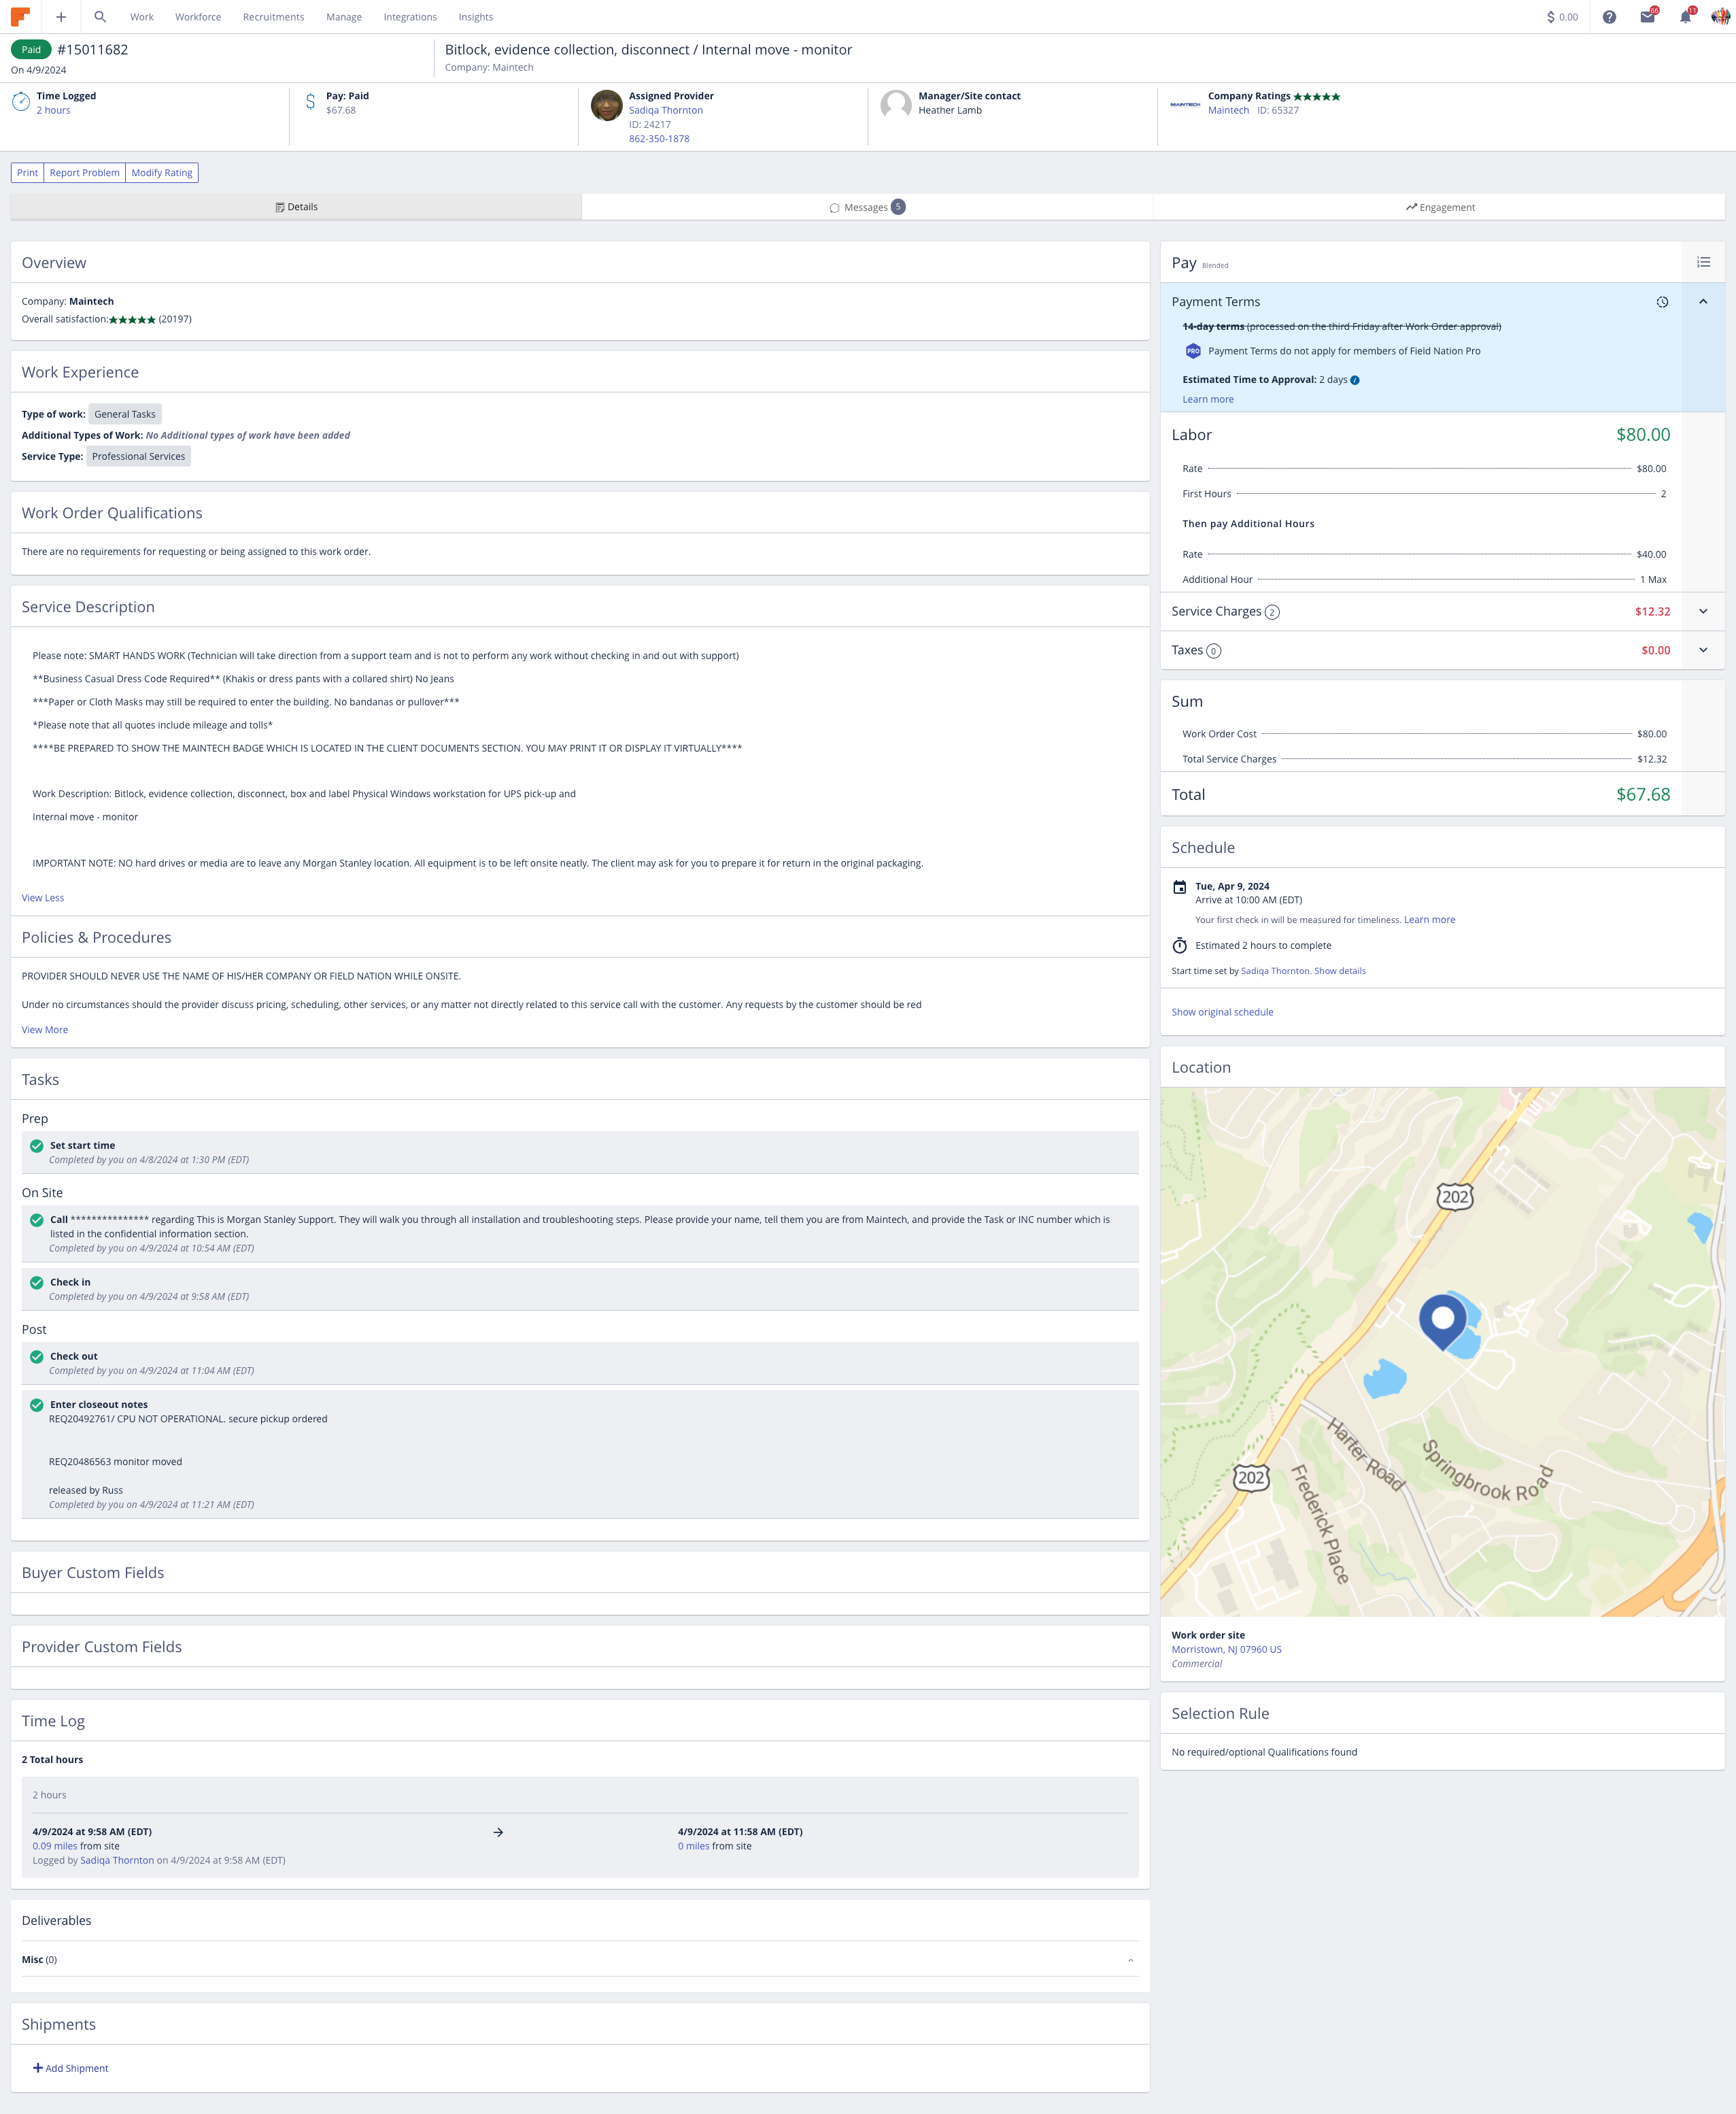 Work Workforce Recruitments Manage Integrations Insights
$ 0.00
66
11
Paid #15011682
On 4/9/2024
Bitlock, evidence collection, disconnect / Internal move - monitor
Company: Maintech
Time Logged
2 hours
Pay: Paid
$67.68
Assigned Provider
Sadiqa Thornton
ID: 24217
862-350-1878
Manager/Site contact
Heather Lamb
MAINTECH
Company Ratings ★★★★★
Maintech ID: 65327
Print Report Problem Modify Rating
Details
Messages 5
Engagement
Overview
Company: Maintech
Overall satisfaction:★★★★★ (20197)
Work Experience
Type of work: General Tasks
Additional Types of Work: No Additional types of work have been added
Service Type: Professional Services
Work Order Qualifications
There are no requirements for requesting or being assigned to this work order.
Service Description
Please note: SMART HANDS WORK (Technician will take direction from a support team and is not to perform any work without checking in and out with support)
**Business Casual Dress Code Required** (Khakis or dress pants with a collared shirt) No Jeans
***Paper or Cloth Masks may still be required to enter the building. No bandanas or pullover***
*Please note that all quotes include mileage and tolls*
****BE PREPARED TO SHOW THE MAINTECH BADGE WHICH IS LOCATED IN THE CLIENT DOCUMENTS SECTION. YOU MAY PRINT IT OR DISPLAY IT VIRTUALLY****
Work Description: Bitlock, evidence collection, disconnect, box and label Physical Windows workstation for UPS pick-up and
Internal move - monitor
IMPORTANT NOTE: NO hard drives or media are to leave any Morgan Stanley location. All equipment is to be left onsite neatly. The client may ask for you to prepare it for return in the original packaging.
View Less
Policies & Procedures
PROVIDER SHOULD NEVER USE THE NAME OF HIS/HER COMPANY OR FIELD NATION WHILE ONSITE.
Under no circumstances should the provider discuss pricing, scheduling, other services, or any matter not directly related to this service call with the customer. Any requests by the customer should be red
View More
Tasks
Prep
Set start time
Completed by you on 4/8/2024 at 1:30 PM (EDT)
On Site
Call *************** regarding This is Morgan Stanley Support. They will walk you through all installation and troubleshooting steps. Please provide your name, tell them you are from Maintech, and provide the Task or INC number which is
listed in the confidential information section.
Completed by you on 4/9/2024 at 10:54 AM (EDT)
Check in
Completed by you on 4/9/2024 at 9:58 AM (EDT)
Post
Check out
Completed by you on 4/9/2024 at 11:04 AM (EDT)
Enter closeout notes
REQ20492761/ CPU NOT OPERATIONAL. secure pickup ordered
REQ20486563 monitor moved
released by Russ
Completed by you on 4/9/2024 at 11:21 AM (EDT)
Buyer Custom Fields
Provider Custom Fields
Time Log
2 Total hours
2 hours
4/9/2024 at 9:58 AM (EDT)
0.09 miles from site
Logged by Sadiqa Thornton on 4/9/2024 at 9:58 AM (EDT)
4/9/2024 at 11:58 AM (EDT)
0 miles from site
Deliverables
Misc (0)
Shipments
Add Shipment
Pay Blended
Payment Terms
14-day terms (processed on the third Friday after Work Order approval)
PRO Payment Terms do not apply for members of Field Nation Pro
Estimated Time to Approval: 2 days
Learn more
Labor $80.00
Rate $80.00
First Hours 2
Then pay Additional Hours
Rate $40.00
Additional Hour 1 Max
Service Charges 2 $12.32
Taxes 0 $0.00
Sum
Work Order Cost $80.00
Total Service Charges $12.32
Total $67.68
Schedule
Tue, Apr 9, 2024
Arrive at 10:00 AM (EDT)
Your first check in will be measured for timeliness. Learn more
Estimated 2 hours to complete
Start time set by Sadiqa Thornton. Show details
Show original schedule
Location
202
Harter Road
Springbrook Road
202
Frederick Place
Work order site
Morristown, NJ 07960 US
Commercial
Selection Rule
No required/optional Qualifications found